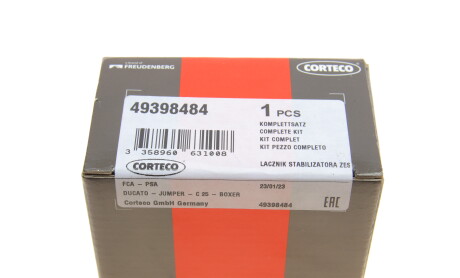 FREUDENBERG
CORTECO
49398484
1 PCS
KOMPLETTSATZ
COMPLETE KIT
KIT COMPLET
KIT PEZZO COMPLETO
3 358960 631008
CORTECO
LACZNIK STABILIZATORA ZES
FCA - PSA
23/01/23
DUCATO - JUMPER - C 25 - BOXER
Corteco GmbH Germany
49398484
EAC